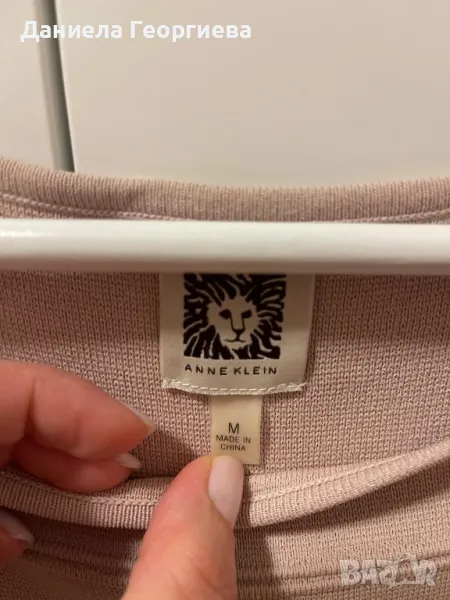 Даниела Георгиева
ANNE KLEIN
M
MADE IN
CHINA
BAZAR